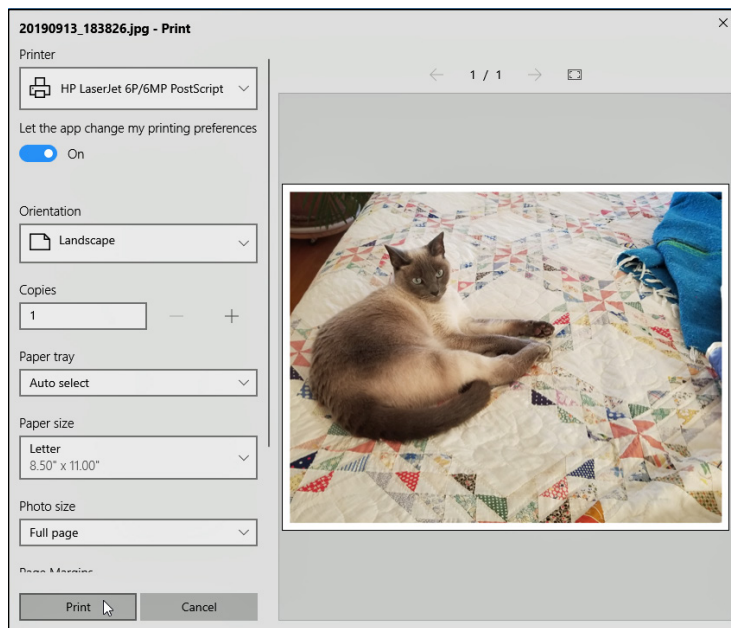 20190913_183826.jpg - Print
Printer
HP LaserJet 6P/6MP PostScript
Let the app change my printing preferences
On
Orientation
Landscape
Copies
1
Paper tray
Auto select
Paper size
Letter
8.50" x 11.00"
Photo size
Full page
Page Margins
Print
Cancel
1 / 1